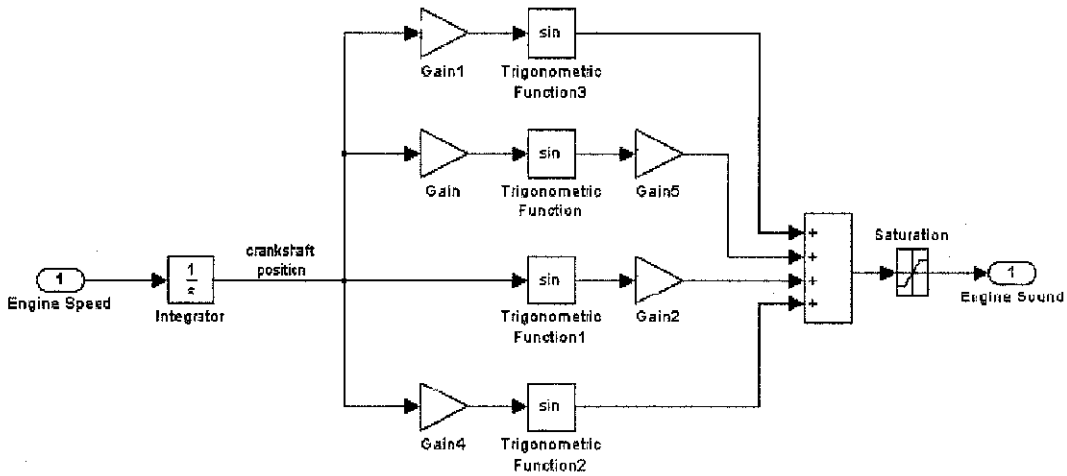 sin
Gain1
Trigonometric
Function3
sin
Gain
Trigonometric
Function
Gain5
crankshaft
position
1
Engine Speed
1
s
Integrator
sin
Trigonometric
Function1
Gain2
+
+
+
+
Saturation
1
Engine Sound
sin
Gain4
Trigonometric
Function2